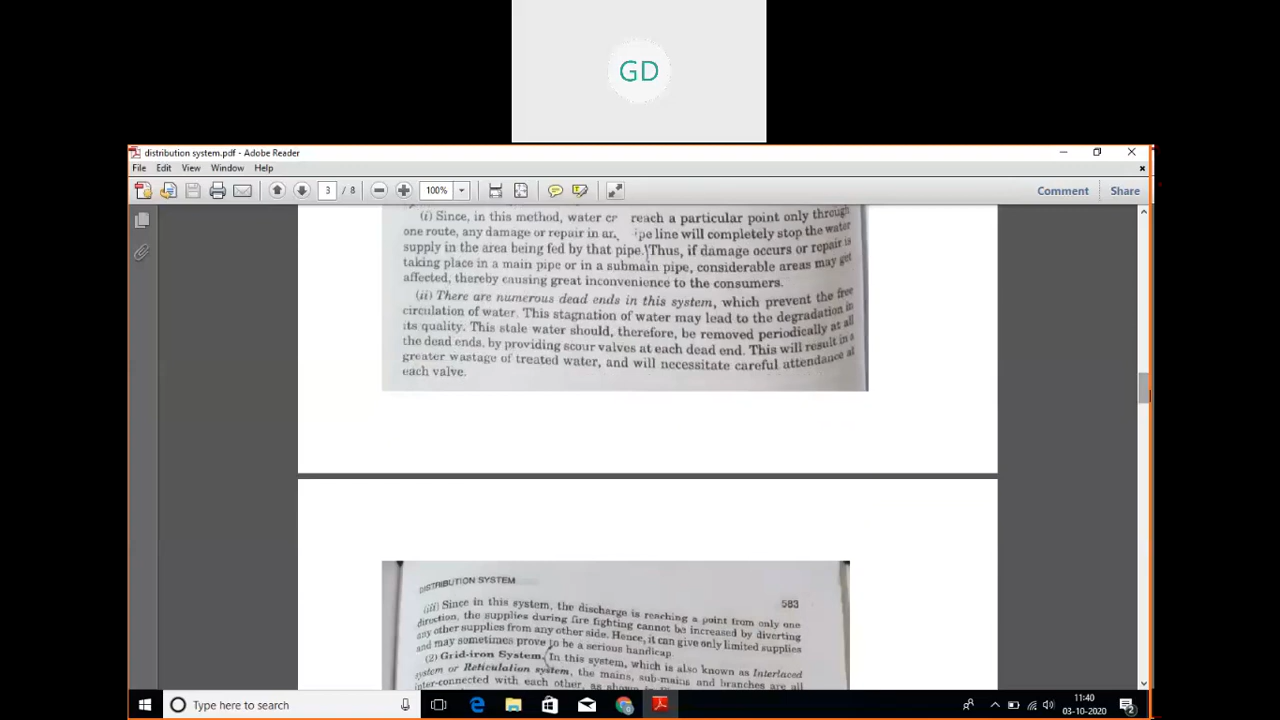 GD
distribution system.pdf - Adobe Reader
File Edit View Window Help
3 / 8 100% Comment Share
(i) Since, in this method, water reach a particular point only through
one route, any damage or repair in line will completely stop the water
supply in the area being fed by that pipe. Thus, if damage occurs or repair is
taking place in a main pipe or in a submain pipe, considerable areas may get
affected, thereby causing great inconvenience to the consumers.
(ii) There are numerous dead ends in this system, which prevent the free
circulation of water. This stagnation of water may lead to the degradation in
its quality. This stale water should, therefore, be removed periodically at all
the dead ends, by providing scour valves at each dead end. This will result in a
greater wastage of treated water, and will necessitate careful attendance at
each valve.
DISTRIBUTION SYSTEM 583
(iii) Since in this system, the discharge is reaching a point from only one
direction, the supplies during fire fighting cannot be increased by diverting
any other supplies from any other side. Hence, it can give only limited supplies
and may sometimes prove to be a serious handicap.
(2) Grid-iron System. In this system, which is also known as Interlaced
system or Reticulation system, the mains, sub-mains and branches are all
inter-connected with each other, as shown in
Type here to search
11:40
03-10-2020
2